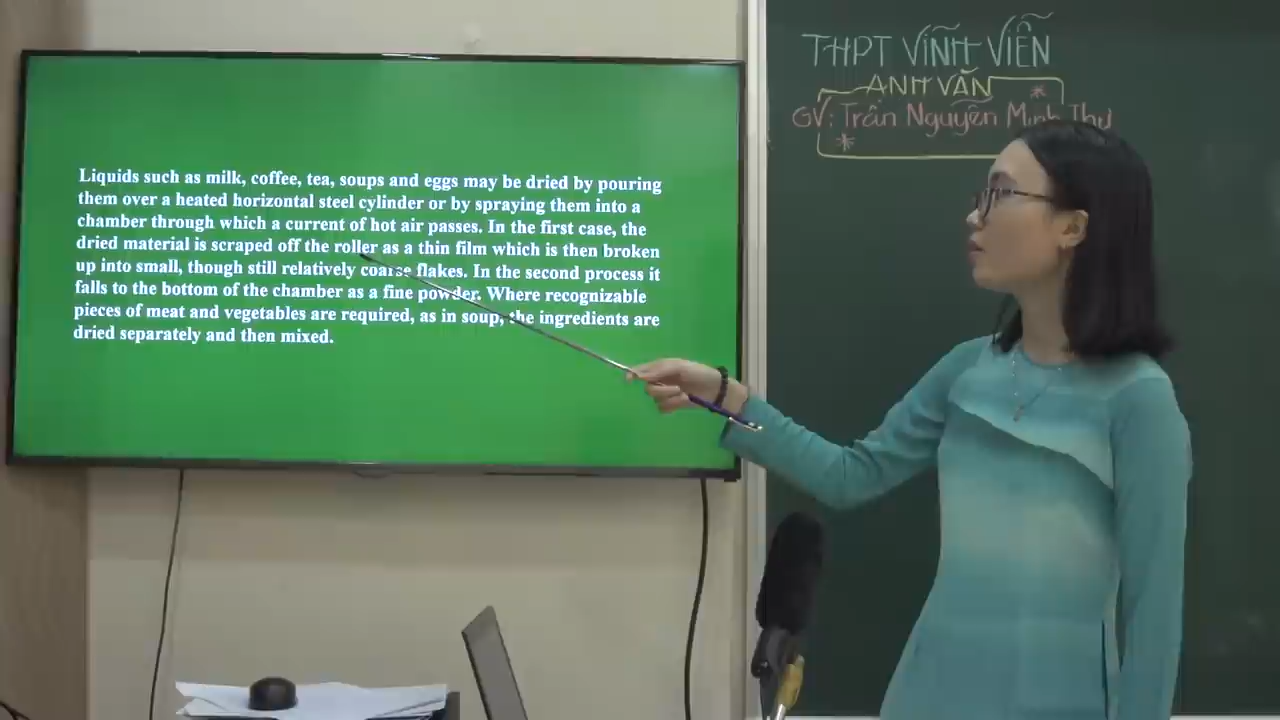 Liquids such as milk, coffee, tea, soups and eggs may be dried by pouring
them over a heated horizontal steel cylinder or by spraying them into a
chamber through which a current of hot air passes. In the first case, the
dried material is scraped off the roller as a thin film which is then broken
up into small, though still relatively coarse flakes. In the second process it
falls to the bottom of the chamber as a fine powder. Where recognizable
pieces of meat and vegetables are required, as in soup, the ingredients are
dried separately and then mixed.
THPT VĨNH VIỄN
ANH VĂN
GV: Trần Nguyễn Minh Thư